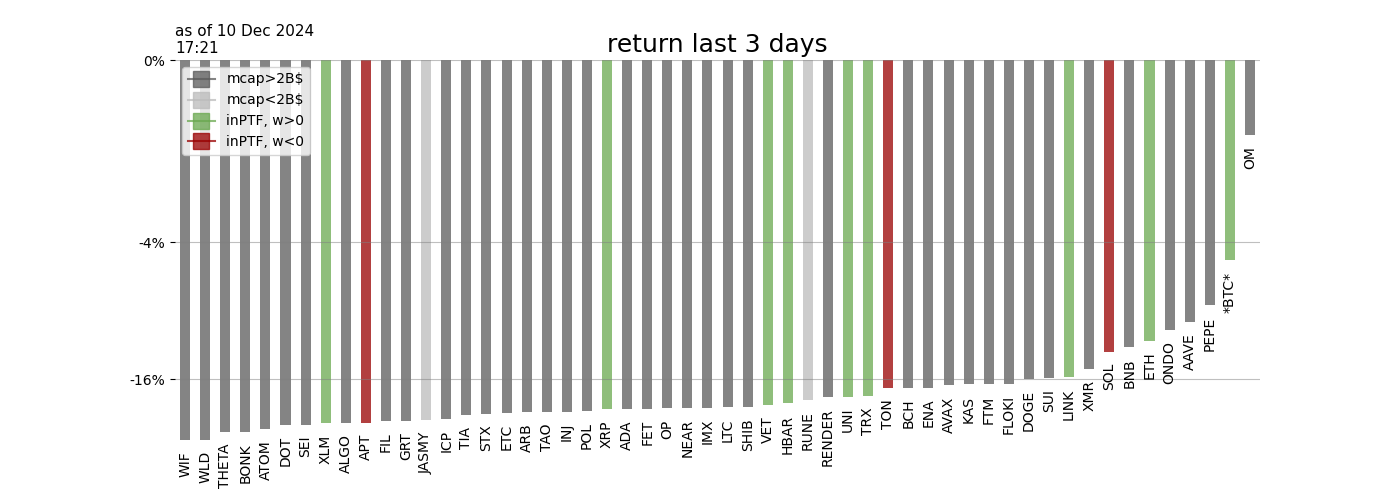 as of 10 Dec 2024
17:21
return last 3 days
0%
-4%
-16%
mcap>2B$
mcap<2B$
inPTF, w>0
inPTF, w<0
WIF
WLD
THETA
BONK
ATOM
DOT
SEI
XLM
ALGO
APT
FIL
GRT
JASMY
ICP
TIA
STX
ETC
ARB
TAO
INJ
POL
XRP
ADA
FET
OP
NEAR
IMX
LTC
SHIB
VET
HBAR
RUNE
RENDER
UNI
TRX
TON
BCH
ENA
AVAX
KAS
FTM
FLOKI
DOGE
SUI
LINK
XMR
SOL
BNB
ETH
ONDO
AAVE
PEPE
*BTC*
OM